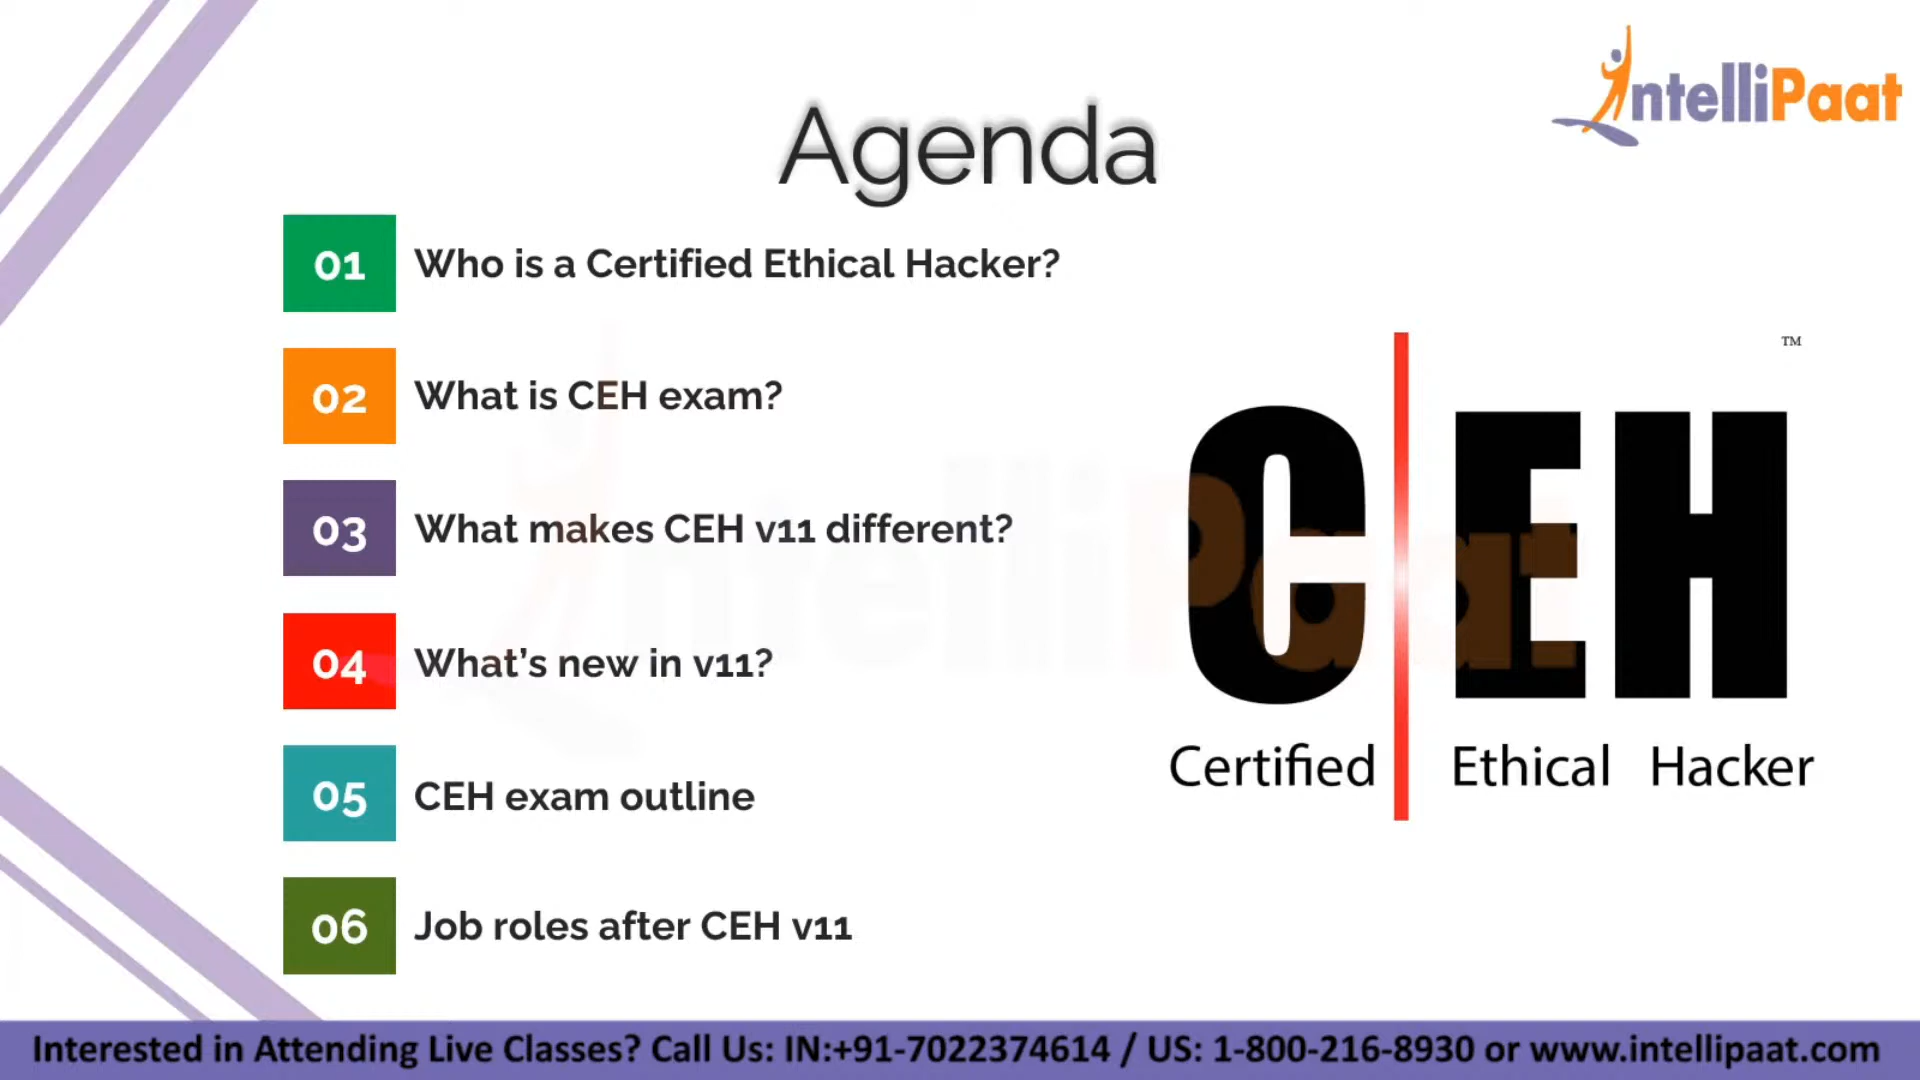 IntelliPaat
Agenda
01 Who is a Certified Ethical Hacker?
02 What is CEH exam?
03 What makes CEH v11 different?
04 What's new in v11?
05 CEH exam outline
06 Job roles after CEH v11
TM
C EH
Certified Ethical Hacker
IntelliPaat
Interested in Attending Live Classes? Call Us: IN:+91-7022374614 / US: 1-800-216-8930 or www.intellipaat.com